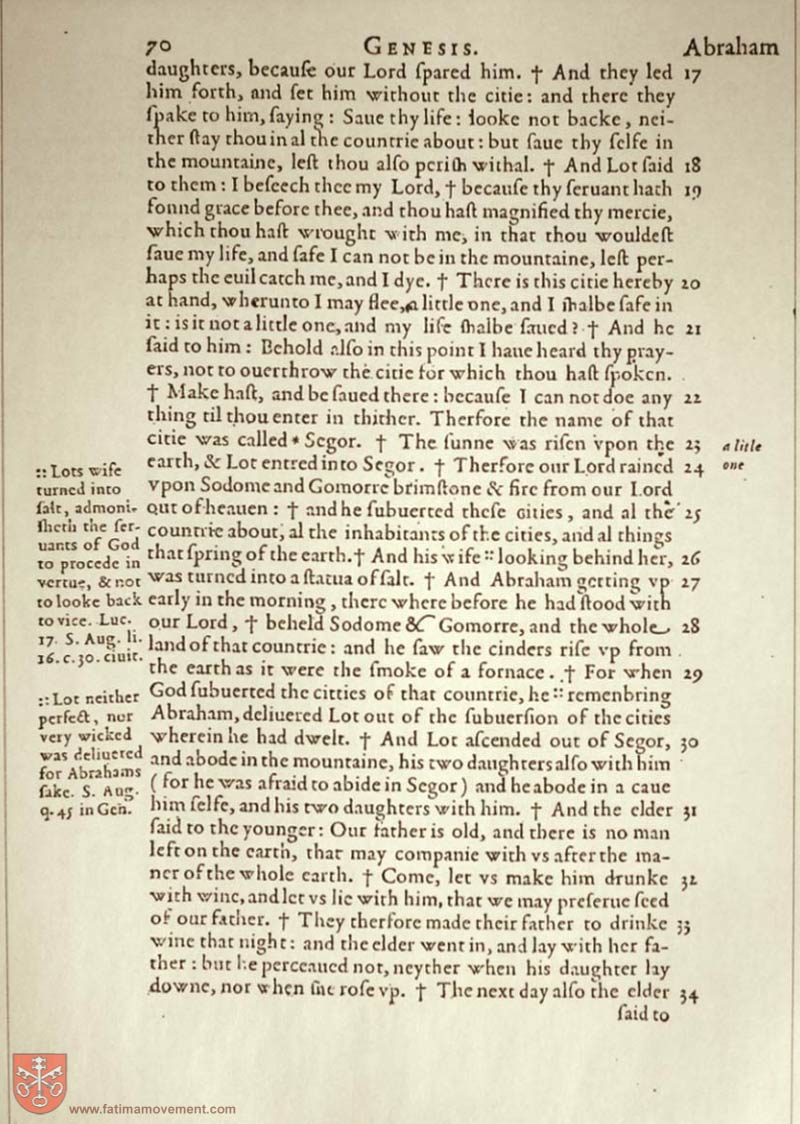 70 GENESIS. Abraham
daughters, becauſe our Lord ſpared him. † And they led 17
him forth, and ſet him without the citie: and there they
ſpake to him, ſaying: Saue thy life: looke not backe, nei-
ther ſtay thou in al the countrie about: but ſaue thy ſelfe in
the mountaine, leſt thou alſo periſh withal. † And Lot ſaid 18
to them: I beſeech thee my Lord, † becauſe thy ſeruant hath 19
found grace before thee, and thou haſt magnified thy mercie,
which thou haſt wrought with me, in that thou wouldeſt
ſaue my life, and ſafe I can not be in the mountaine, leſt per-
haps the euil catch me, and I dye. † There is this citie hereby 20
at hand, wherunto I may flee, a little one, and I ſhalbe ſafe in
it: is it not a little one, and my life ſhalbe ſaued? † And he 21
ſaid to him: Behold alſo in this point I haue heard thy pray-
ers, not to ouerthrow the citie for which thou haſt ſpoken.
† Make haſt, and be ſaued there: becauſe I can not doe any 22
thing til thou enter in thither. Therfore the name of that
citie was called * Segor. † The ſunne was riſen vpon the 23
earth, & Lot entred into Segor. † Therfore our Lord rained 24
vpon Sodome and Gomorre brimſtone & fire from our Lord
out of heauen: † and he ſubuerted theſe cities, and al the 25
countrie about, al the inhabitants of the cities, and al things
that ſpring of the earth. † And his wife :: looking behind her, 26
was turned into a ſtatua of ſalt. † And Abraham getting vp 27
early in the morning, there where before he had ſtood with
our Lord, † beheld Sodome & Gomorre, and the whole 28
land of that countrie: and he ſaw the cinders riſe vp from
the earth as it were the ſmoke of a fornace. † For when 29
God ſubuerted the citties of that countrie, he :: remenbring
Abraham, deliuered Lot out of the ſubuerſion of the cities
wherein he had dwelt. † And Lot aſcended out of Segor, 30
and abode in the mountaine, his two daughters alſo with him
(for he was afraid to abide in Segor) and he abode in a caue
him ſelfe, and his two daughters with him. † And the elder 31
ſaid to the younger: Our father is old, and there is no man
left on the earth, that may companie with vs after the ma-
ner of the whole earth. † Come, let vs make him drunke 32
with wine, and let vs lie with him, that we may preſerue ſeed
of our father. † They therfore made their father to drinke 33
wine that night: and the elder went in, and lay with her fa-
ther: but he perceaued not, neyther when his daughter lay
downe, nor when ſhe roſe vp. † The next day alſo the elder 34
ſaid to
a litle
one
:: Lots wife
turned into
ſalt, admoni-
ſheth the ſer-
uants of God
to procede in
vertue, & not
to looke back
to vice. Luc.
17. S. Aug. li.
16. c. 30. ciuit.
:: Lot neither
perfect, nor
very wicked
was deliuered
for Abrahams
ſake. S. Aug.
q. 45 in Gen.
www.fatimamovement.com